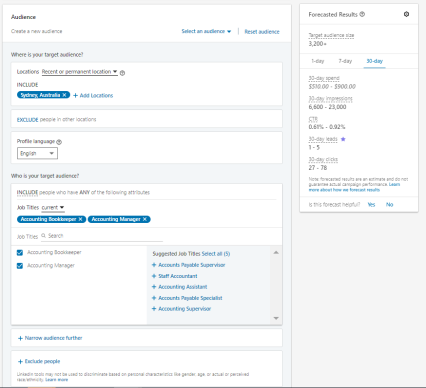 Audience
Create a new audience
Select an audience
Reset audience
Where is your target audience?
Locations Recent or permanent location
INCLUDE
Sydney, Australia × + Add Locations
EXCLUDE people in other locations
Profile language
English
Who is your target audience?
INCLUDE people who have ANY of the following attributes
Job Titles current
Accounting Bookkeeper × Accounting Manager ×
Job Titles Search
Accounting Bookkeeper
Accounting Manager
Suggested Job Titles Select all (5)
+ Accounts Payable Supervisor
+ Staff Accountant
+ Accounting Assistant
+ Accounts Payable Specialist
+ Accounting Supervisor
+ Narrow audience further
+ Exclude people
LinkedIn tools may not be used to discriminate based on personal characteristics like gender, age, or actual or perceived
race/ethnicity. Learn more
Forecasted Results
Target audience size
3,200+
1-day 7-day 30-day
30-day spend
$510.00 - $900.00
30-day impressions
6,600 - 23,000
CTR
0.61% - 0.92%
30-day leads
1 - 5
30-day clicks
27 - 78
Note: forecasted results are an estimate and do not
guarantee actual campaign performance. Learn
more about how we forecast results
Is this forecast helpful? Yes No